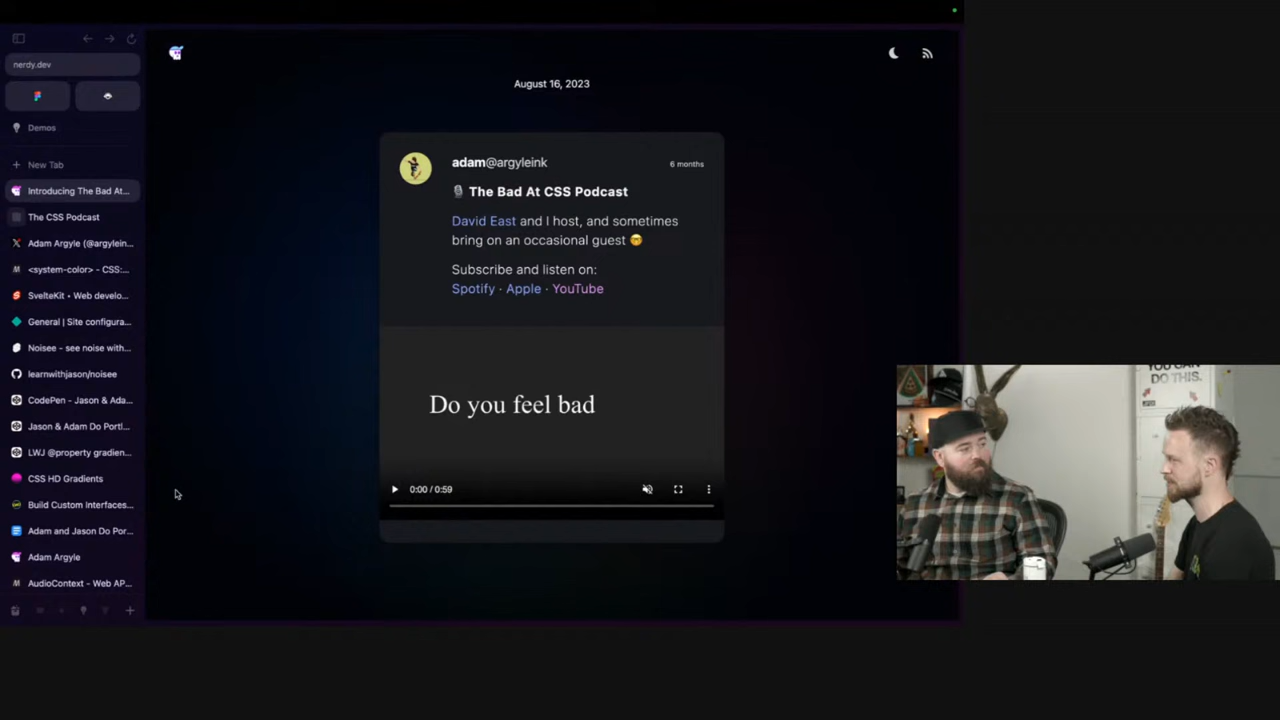 nerdy.dev
Demos
New Tab
Introducing The Bad At...
The CSS Podcast
Adam Argyle (@argylein...
<system-color> - CSS:...
SvelteKit • Web develo...
General | Site configura...
Noisee - see noise with...
learnwithjason/noisee
CodePen - Jason & Ada...
Jason & Adam Do Portl...
LWJ @property gradien...
CSS HD Gradients
Build Custom Interfaces...
Adam and Jason Do Por...
Adam Argyle
AudioContext - Web AP...
August 16, 2023
adam@argyleink
6 months
🎙️ The Bad At CSS Podcast
David East and I host, and sometimes
bring on an occasional guest 🤓
Subscribe and listen on:
Spotify · Apple · YouTube
Do you feel bad
0:00 / 0:59
YOU CAN
DO THIS.